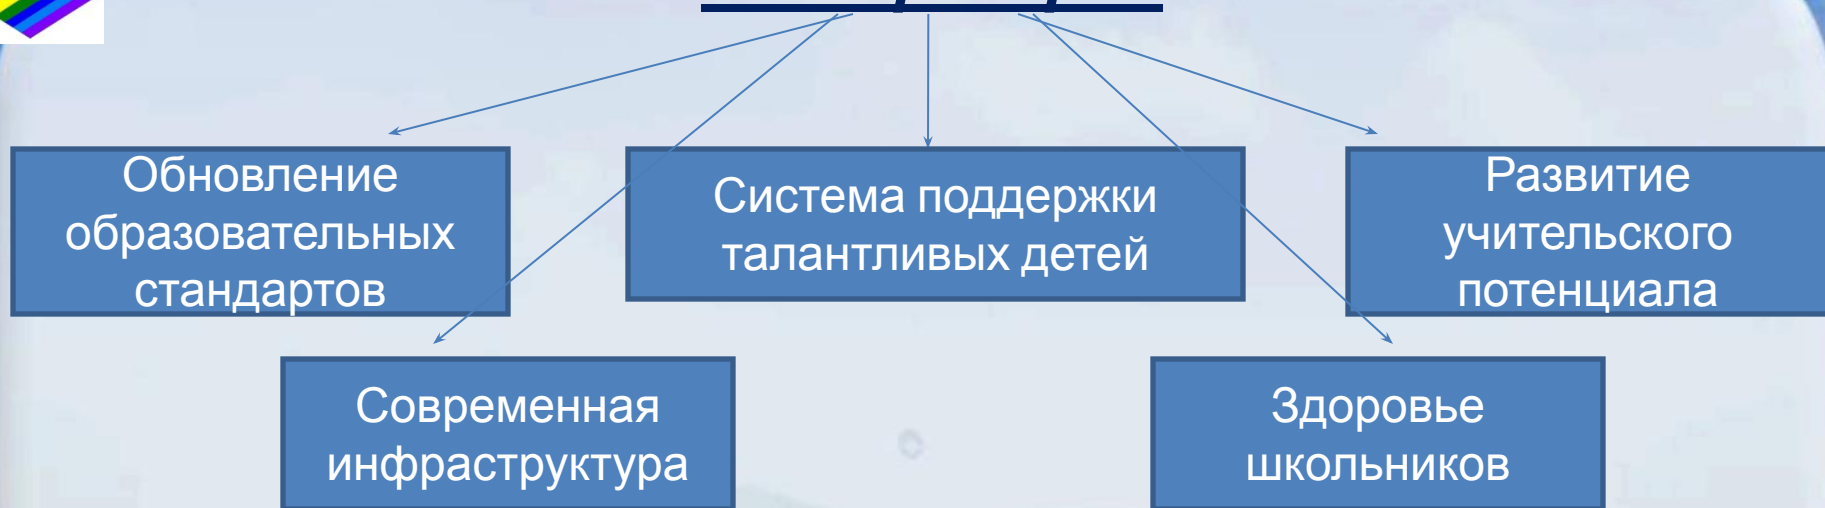 Обновление
образовательных
стандартов
Система поддержки
талантливых детей
Развитие
учительского
потенциала
Современная
инфраструктура
Здоровье
школьников